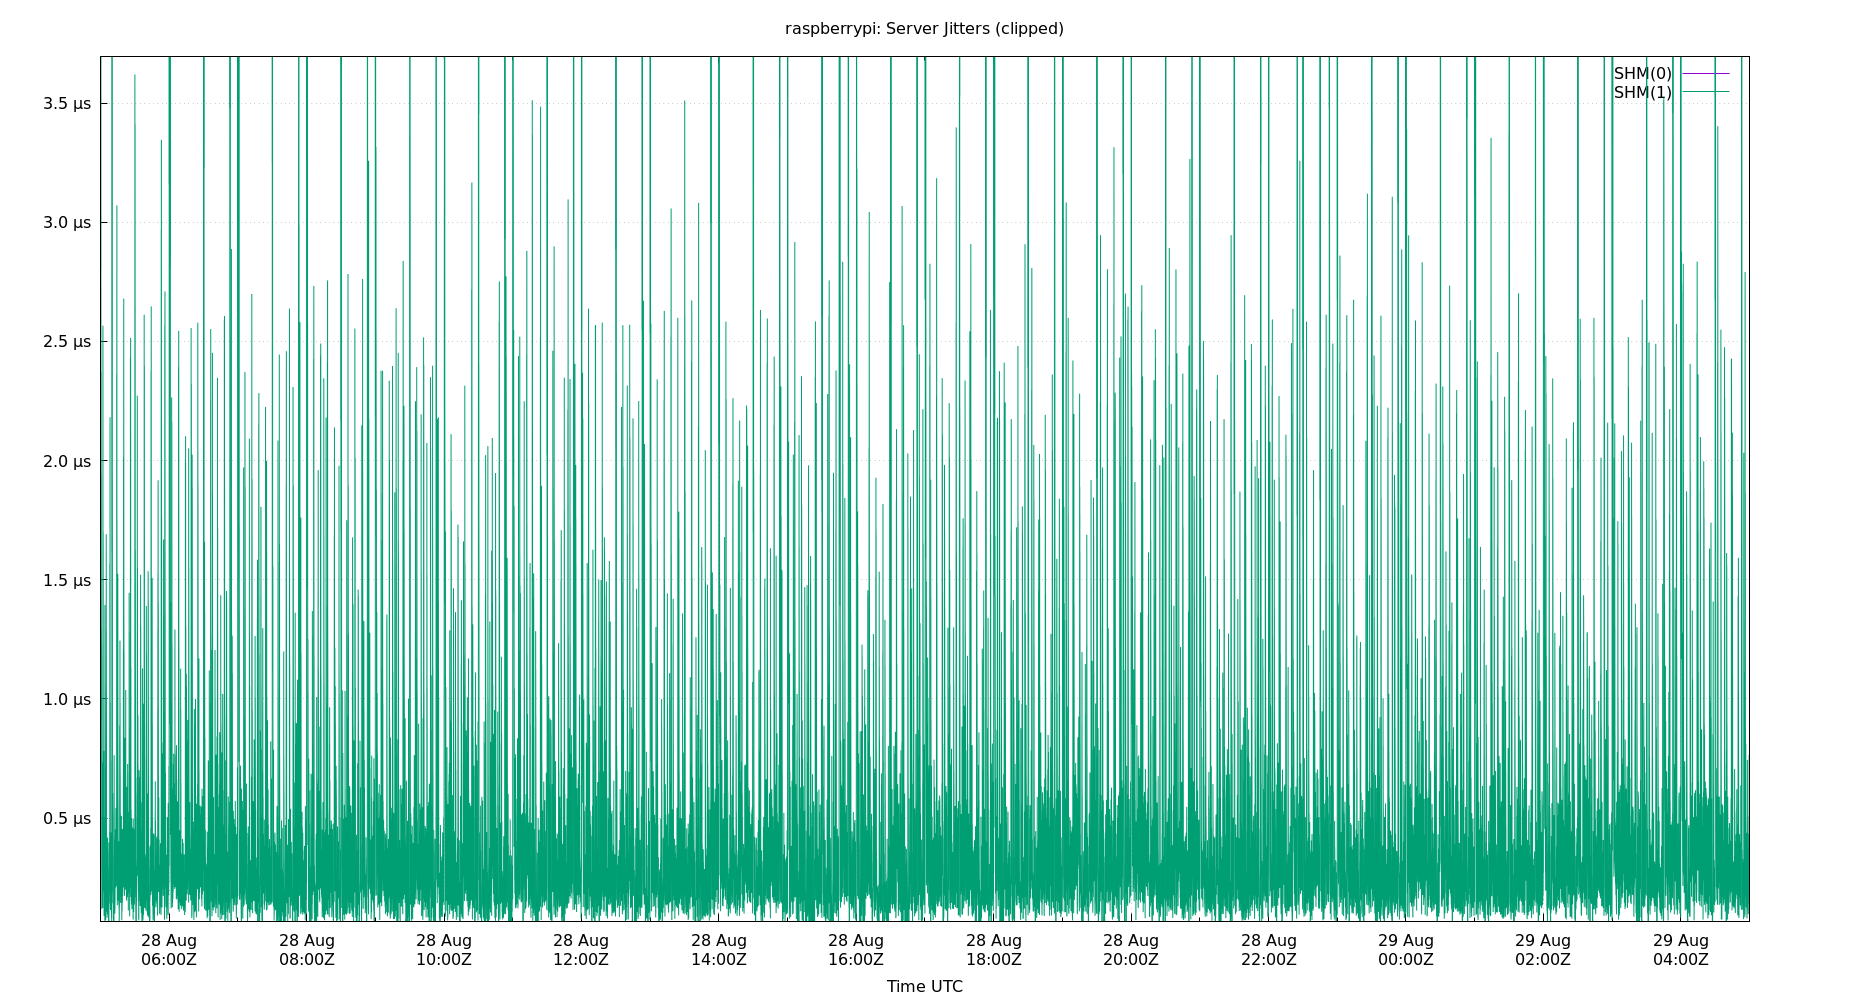 raspberrypi: Server Jitters (clipped)
SHM(0)
SHM(1)
3.5 µs
3.0 µs
2.5 µs
2.0 µs
1.5 µs
1.0 µs
0.5 µs
28 Aug 28 Aug 28 Aug 28 Aug 28 Aug 28 Aug 28 Aug 28 Aug 28 Aug 29 Aug 29 Aug 29 Aug
06:00Z 08:00Z 10:00Z 12:00Z 14:00Z 16:00Z 18:00Z 20:00Z 22:00Z 00:00Z 02:00Z 04:00Z
Time UTC